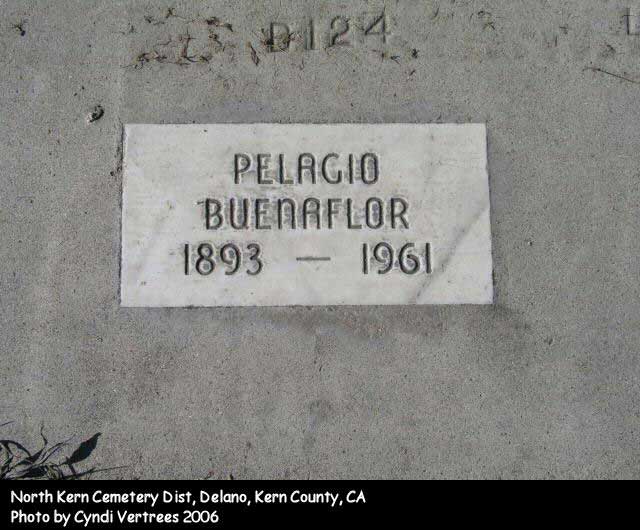 D124
PELAGIO
BUENAFLOR
1893 — 1961
North Kern Cemetery Dist, Delano, Kern County, CA
Photo by Cyndi Vertrees 2006